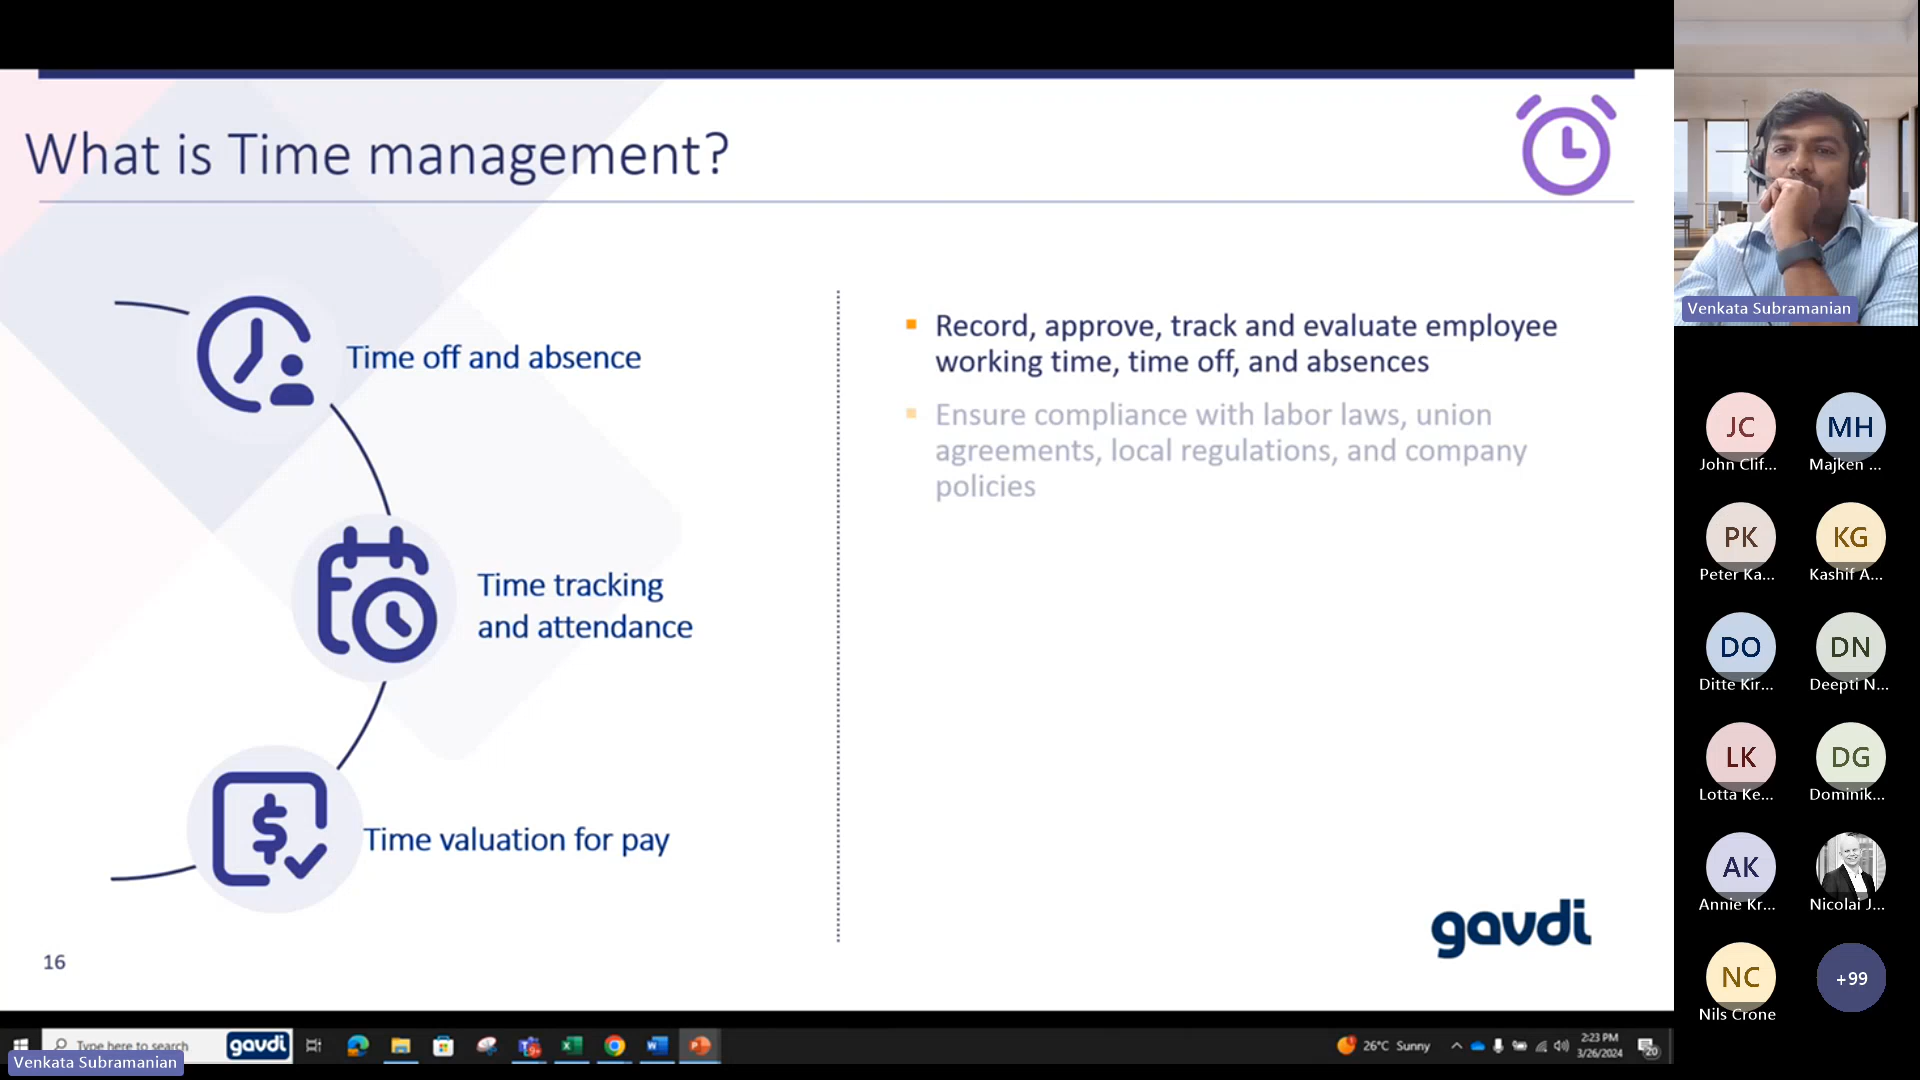 What is Time management?
Time off and absence
Time tracking
and attendance
Time valuation for pay
Record, approve, track and evaluate employee
working time, time off, and absences
Ensure compliance with labor laws, union
agreements, local regulations, and company
policies
gavdi
16
Venkata Subramanian
JC
John Clif...
MH
Majken ...
PK
Peter Ka...
KG
Kashif A...
DO
Ditte Kir...
DN
Deepti N...
LK
Lotta Ke...
DG
Dominik...
AK
Annie Kr...
Nicolai J...
NC
Nils Crone
+99
Type here to search
gavdi
Venkata Subramanian
26°C Sunny
2:23 PM
3/26/2024
20